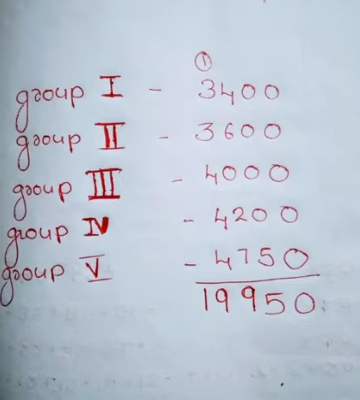 ①
group I - 3400
group II - 3600
group III - 4000
group IV - 4200
group V - 4750
19950